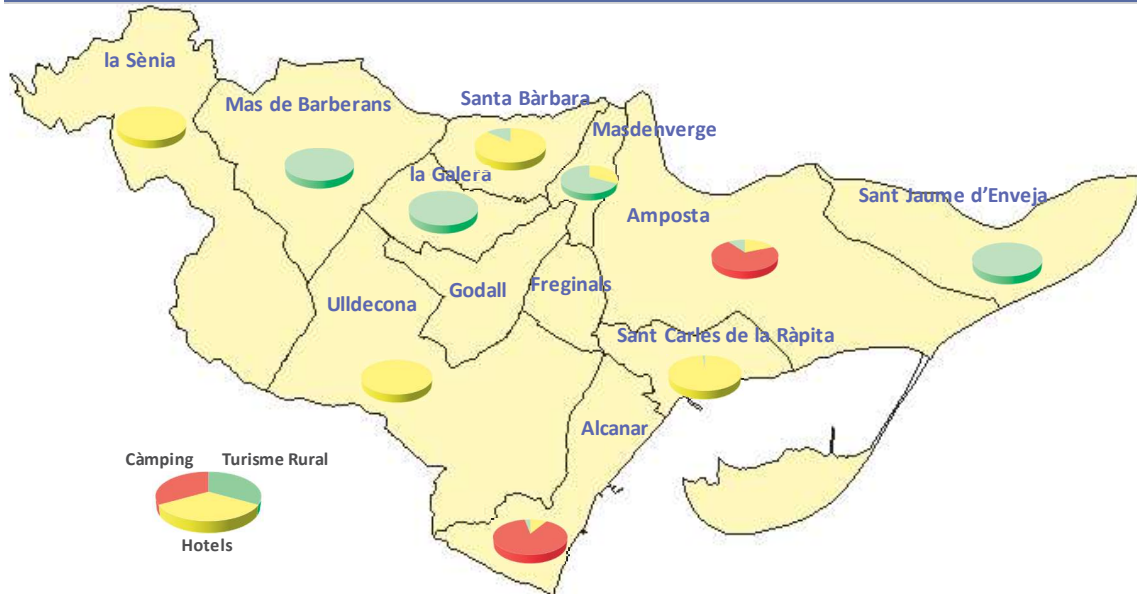 la Sènia
Mas de Barberans
Santa Bàrbara
Masdenverge
la Galera
Sant Jaume d'Enveja
Amposta
Ulldecona
Godall
Freginals
Sant Carles de la Ràpita
Alcanar
Càmping
Turisme Rural
Hotels